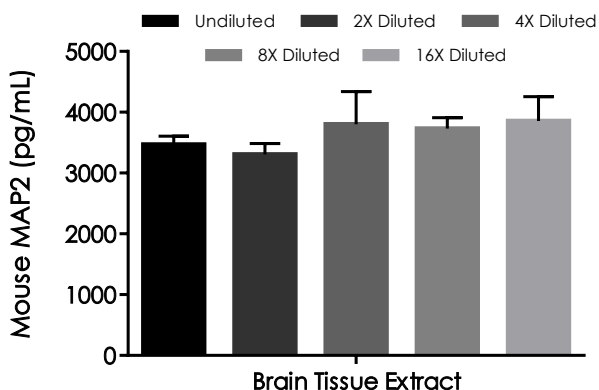 Undiluted 2X Diluted 4X Diluted
8X Diluted 16X Diluted
Mouse MAP2 (pg/mL)
5000
4000
3000
2000
1000
0
Brain Tissue Extract